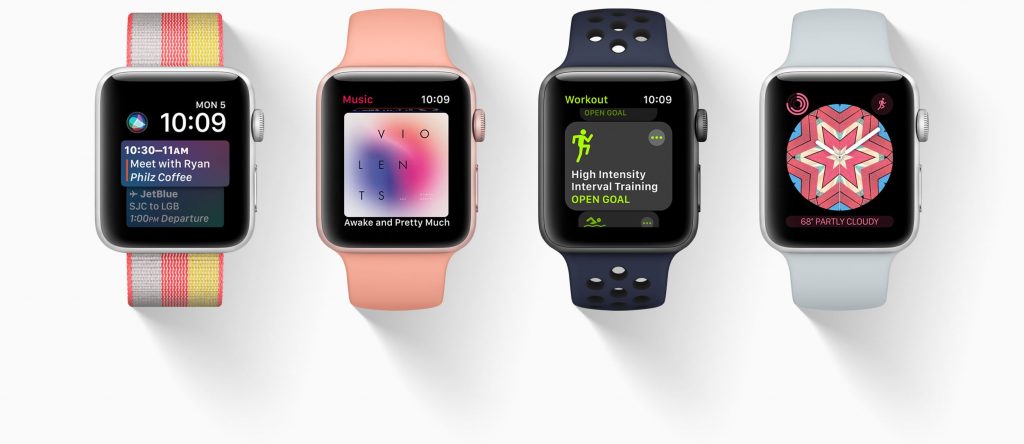 MON 5
10:09
10:30–11AM
Meet with Ryan
Philz Coffee
JetBlue
SJC to LGB
1:00PM Departure
Music 10:09
VIO
LEN
TS
Awake and Pretty Much
Workout 10:09
OPEN GOAL
High Intensity
Interval Training
OPEN GOAL
68° PARTLY CLOUDY